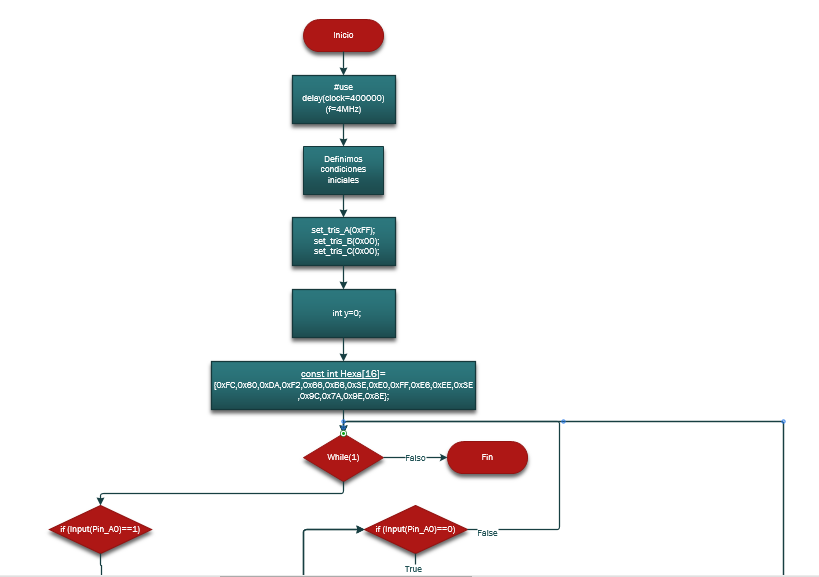 Inicio
#use
delay(clock=400000)
(f=4MHz)
Definimos
condiciones
iniciales
set_tris_A(0xFF);
set_tris_B(0x00);
set_tris_C(0x00);
int y=0;
const int Hexa[16]=
{0xFC,0x60,0xDA,0xF2,0x66,0xB6,0x3E,0xE0,0xFF,0xE6,0xEE,0x3E
,0x9C,0x7A,0x9E,0x8E};
While(1)
Falso
Fin
if (Input(Pin_A0)==1)
if (Input(Pin_A0)==0)
False
True